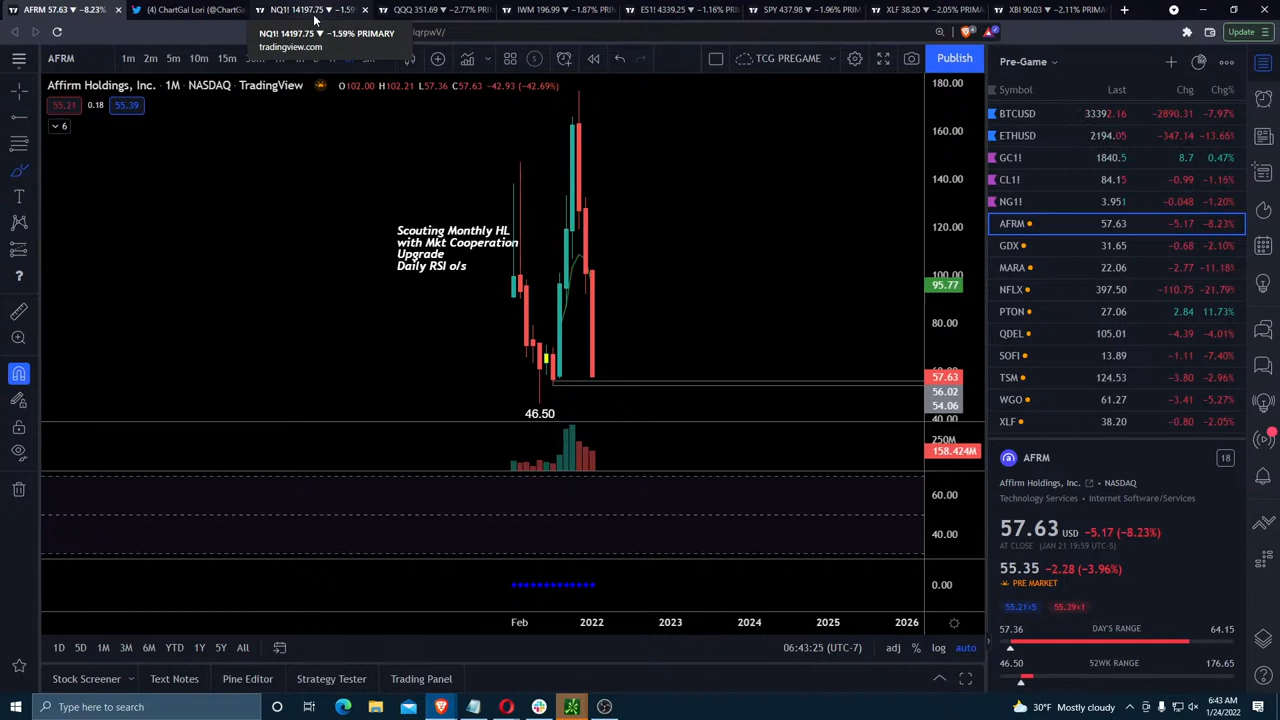 AFRM 57.63 ▼ −8.23%
(4) ChartGal Lori (@ChartGa
NQ1! 14197.75 ▼ −1.59
QQQ 351.69 ▼ −2.77% PRI
IWM 196.99 ▼ −1.87% PRI
ES1! 4339.25 ▼ −1.16% PR
SPY 437.98 ▼ −0.91% PRIM
XLF 38.20 ▼ −2.05% PRIM
XBI 90.03 ▼ −2.11% PRIM
Update
NQ1! 14197.75 ▼ −1.59% PRIMARY
tradingview.com
AFRM
1m 2m 5m 10m 15m
TCG PREGAME
Publish
Affirm Holdings, Inc. • 1M • NASDAQ • TradingView
O102.00 H102.21 L57.36 C57.63 −42.93 (−42.69%)
55.21 0.18 55.39
6
Scouting Monthly HL
with Mkt Cooperation
Upgrade
Daily RSI o/s
46.50
180.00
160.00
140.00
120.00
100.00
95.77
80.00
57.63
56.02
54.06
40.00
250M
158.424M
60.00
40.00
0.00
Feb 2022 2023 2024 2025 2026
1D 5D 1M 3M 6M YTD 1Y 5Y All
06:43:25 (UTC-7)
adj % log auto
Stock Screener Text Notes Pine Editor Strategy Tester Trading Panel
Pre-Game
Symbol Last Chg Chg%
BTCUSD 33392.16 −2890.31 −7.97%
ETHUSD 2194.05 −347.14 −13.66%
GC1! 1840.5 8.7 0.47%
CL1! 84.15 −0.99 −1.16%
NG1! 3.951 −0.048 −1.20%
AFRM 57.63 −5.17 −8.23%
GDX 31.65 −0.68 −2.10%
MARA 22.06 −2.77 −11.18%
NFLX 397.50 −110.75 −21.79%
PTON 27.06 2.84 11.73%
QDEL 105.01 −4.39 −4.01%
SOFI 13.89 −1.11 −7.40%
TSM 124.53 −3.80 −2.96%
WGO 61.27 −3.41 −5.27%
XLF 38.20 −0.80 −2.05%
AFRM
18
Affirm Holdings, Inc. • NASDAQ
Technology Services • Internet Software/Services
57.63 USD −5.17 (−8.23%)
AT CLOSE (JAN 21 19:59 UTC-5)
55.35 −2.28 (−3.96%)
PRE MARKET
55.21×5 55.39×1
57.36 DAY'S RANGE 64.15
46.50 52WK RANGE 176.65
Type here to search
30°F Mostly cloudy
6:43 AM
1/24/2022